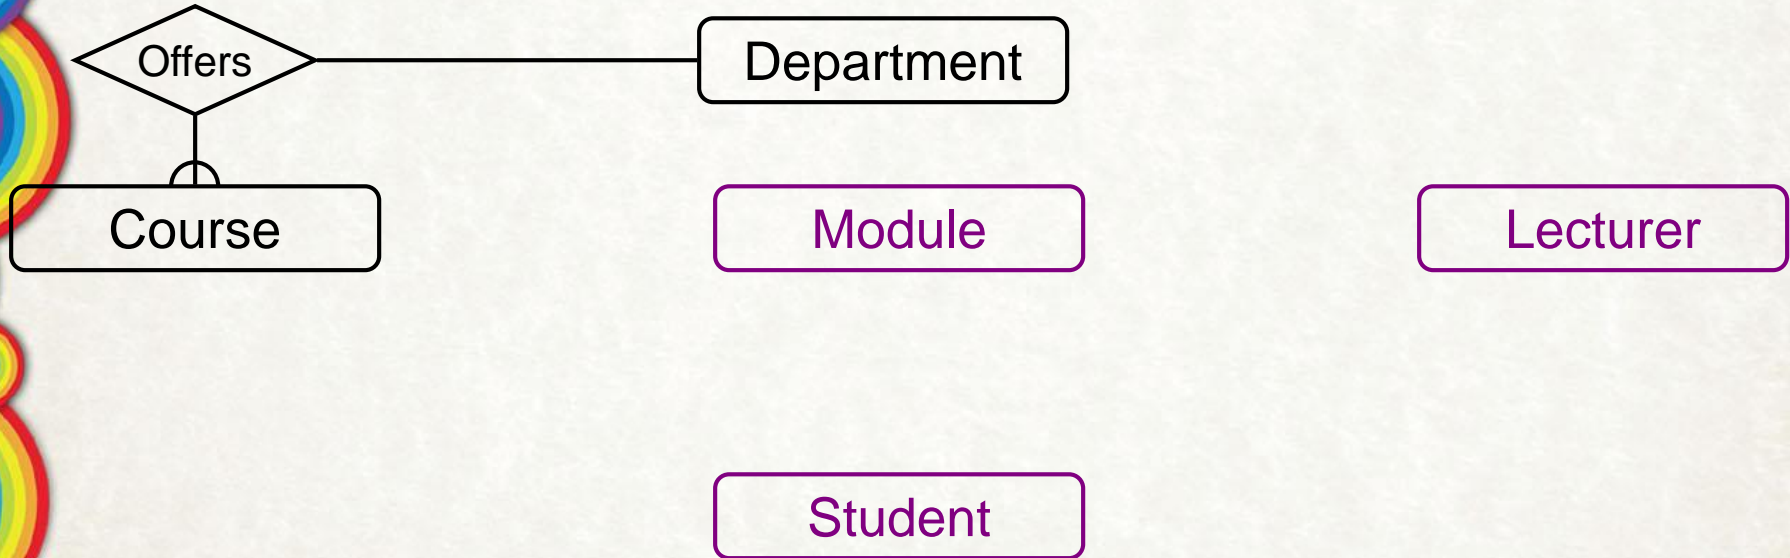 Offers
Department
Course
Module
Lecturer
Student